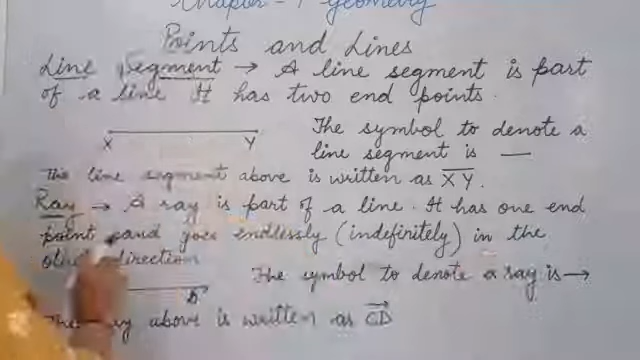 Chapter - 7 Geometry
Points and Lines
Line Segment → A line segment is part
of a line It has two end points.
X Y
The symbol to denote a
line segment is —
The line segment above is written as X̅Y̅.
Ray → A ray is part of a line. It has one end
point and goes endlessly (indefinitely) in the
other direction
D
The symbol to denote a ray is →
The ray above is written as C⃗D⃗